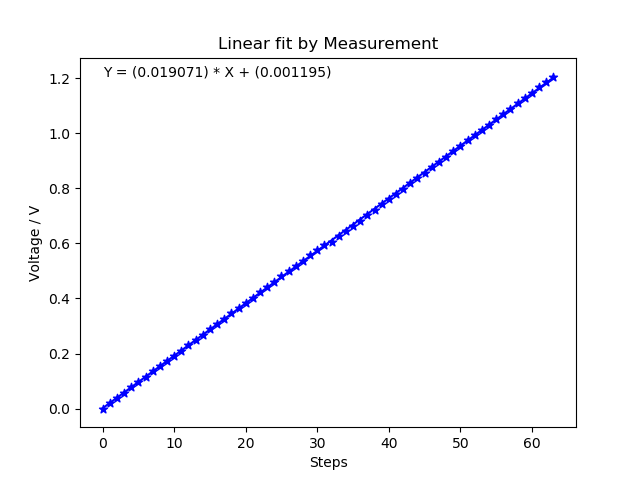 Linear fit by Measurement
Y = (0.019071) * X + (0.001195)
1.2
1.0
0.8
0.6
0.4
0.2
0.0
Voltage / V
0 10 20 30 40 50 60
Steps